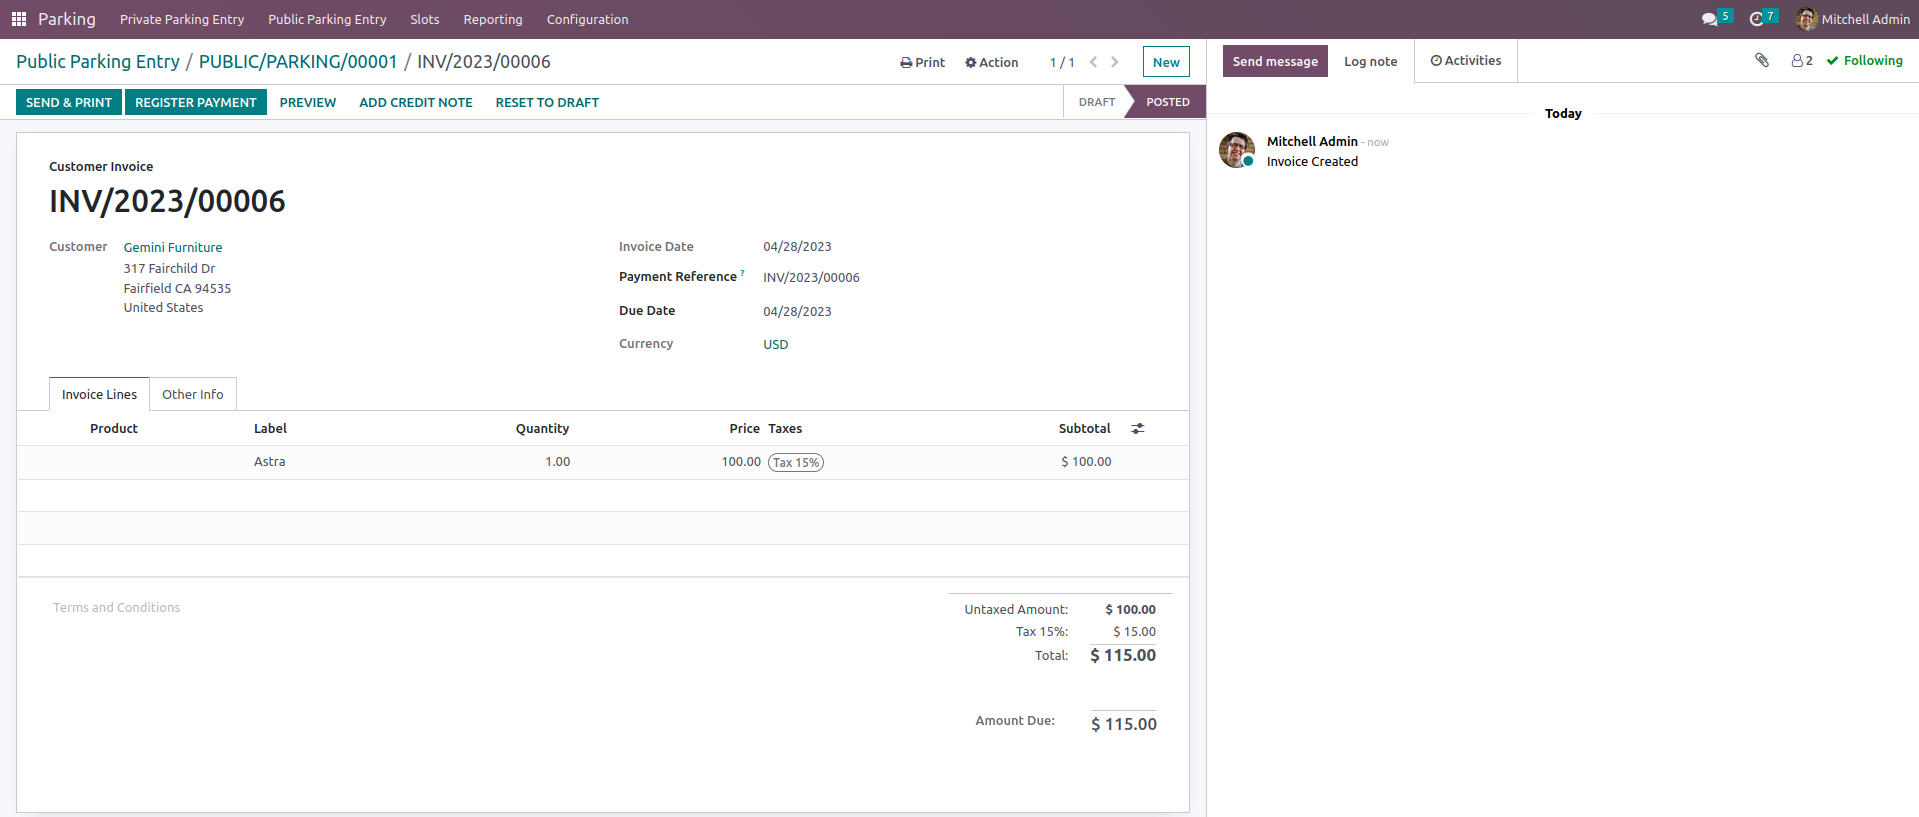 Parking Private Parking Entry Public Parking Entry Slots Reporting Configuration 5 7 Mitchell Admin
Public Parking Entry / PUBLIC/PARKING/00001 / INV/2023/00006 Print Action 1 / 1 New
Send message Log note Activities 2 Following
SEND & PRINT REGISTER PAYMENT PREVIEW ADD CREDIT NOTE RESET TO DRAFT DRAFT POSTED
Today
Mitchell Admin - now
Invoice Created
Customer Invoice
INV/2023/00006
Customer Gemini Furniture
317 Fairchild Dr
Fairfield CA 94535
United States
Invoice Date 04/28/2023
Payment Reference ? INV/2023/00006
Due Date 04/28/2023
Currency USD
Invoice Lines Other Info
Product Label Quantity Price Taxes Subtotal
Astra 1.00 100.00 Tax 15% $ 100.00
Terms and Conditions
Untaxed Amount: $ 100.00
Tax 15%: $ 15.00
Total: $ 115.00
Amount Due: $ 115.00